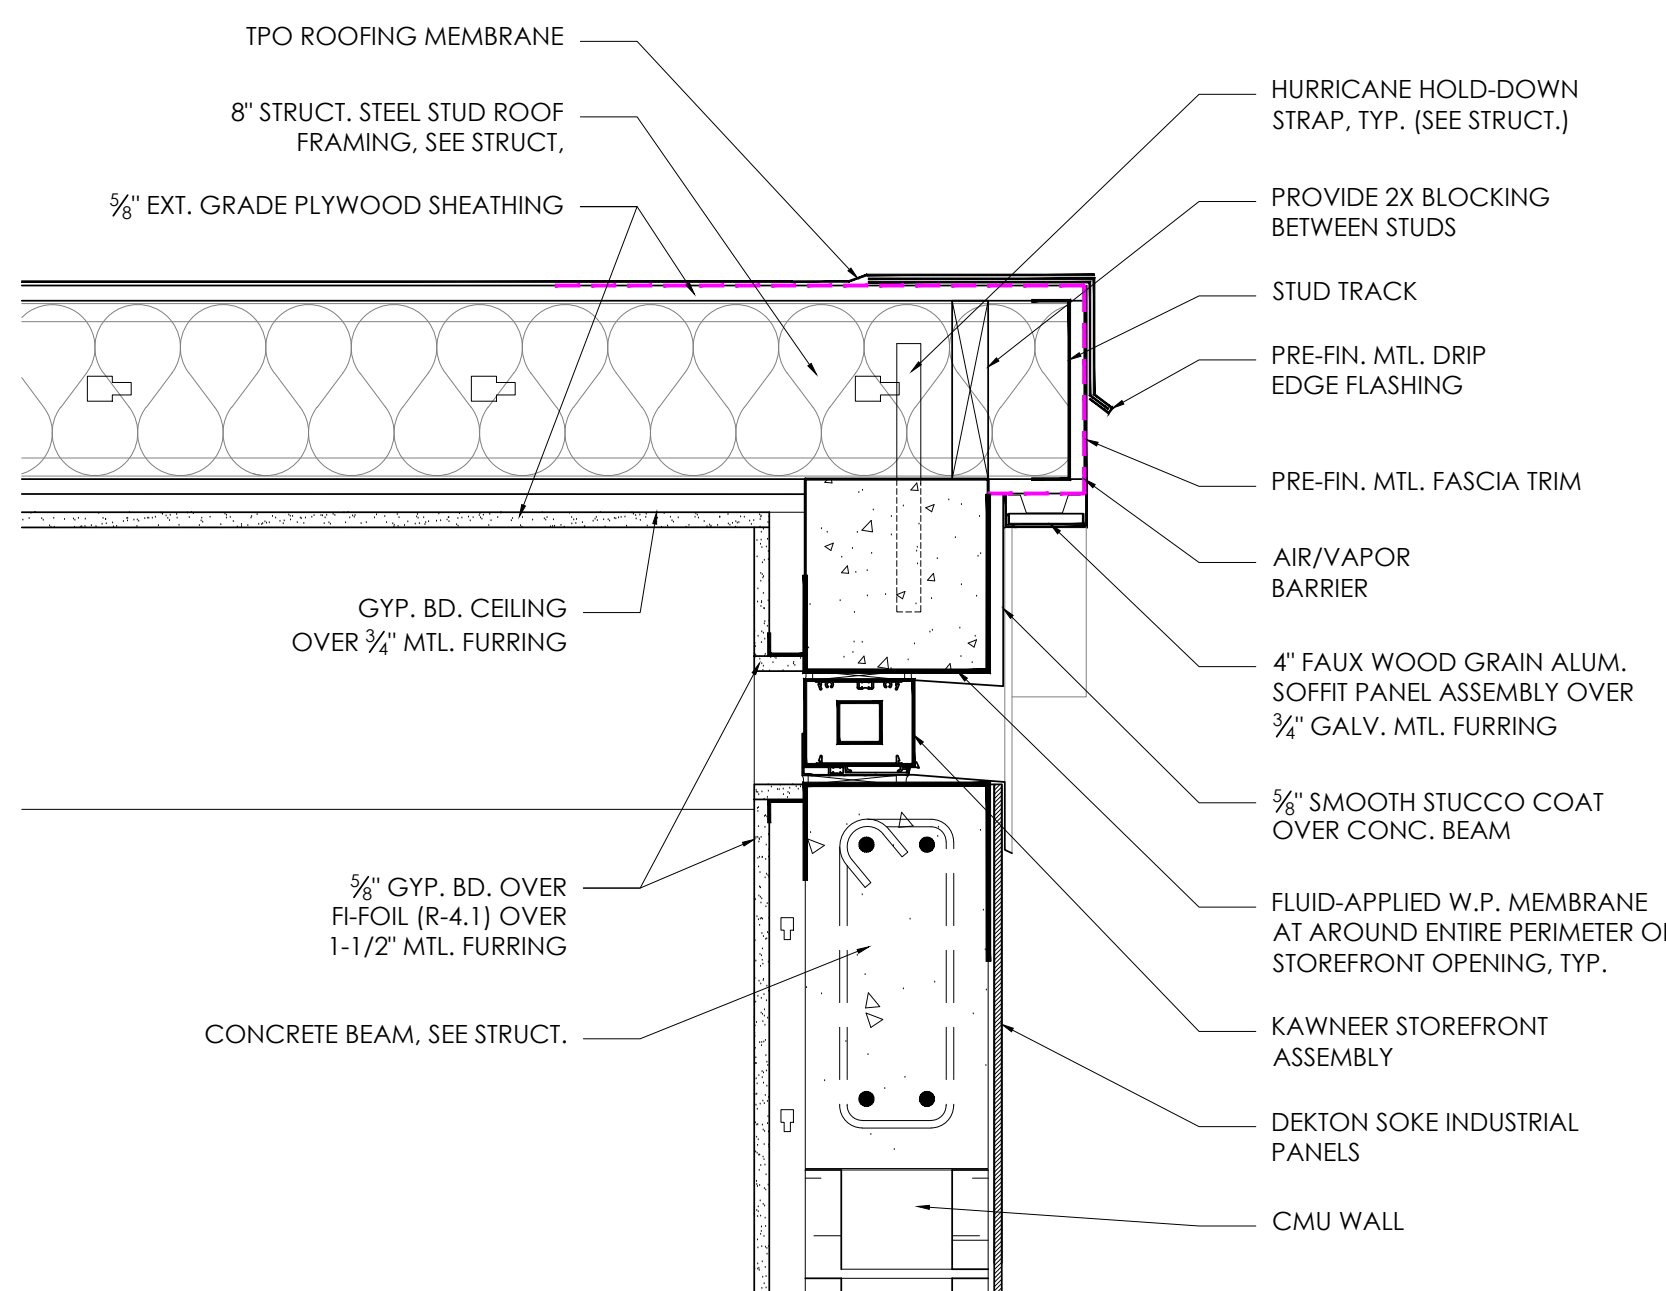 TPO ROOFING MEMBRANE
8" STRUCT. STEEL STUD ROOF
FRAMING, SEE STRUCT,
⅝" EXT. GRADE PLYWOOD SHEATHING
GYP. BD. CEILING
OVER ¾" MTL. FURRING
⅝" GYP. BD. OVER
FI-FOIL (R-4.1) OVER
1-1/2" MTL. FURRING
CONCRETE BEAM, SEE STRUCT.
HURRICANE HOLD-DOWN
STRAP, TYP. (SEE STRUCT.)
PROVIDE 2X BLOCKING
BETWEEN STUDS
STUD TRACK
PRE-FIN. MTL. DRIP
EDGE FLASHING
PRE-FIN. MTL. FASCIA TRIM
AIR/VAPOR
BARRIER
4" FAUX WOOD GRAIN ALUM.
SOFFIT PANEL ASSEMBLY OVER
¾" GALV. MTL. FURRING
⅝" SMOOTH STUCCO COAT
OVER CONC. BEAM
FLUID-APPLIED W.P. MEMBRANE
AT AROUND ENTIRE PERIMETER
STOREFRONT OPENING, TYP.
KAWNEER STOREFRONT
ASSEMBLY
DEKTON SOKE INDUSTRIAL
PANELS
CMU WALL